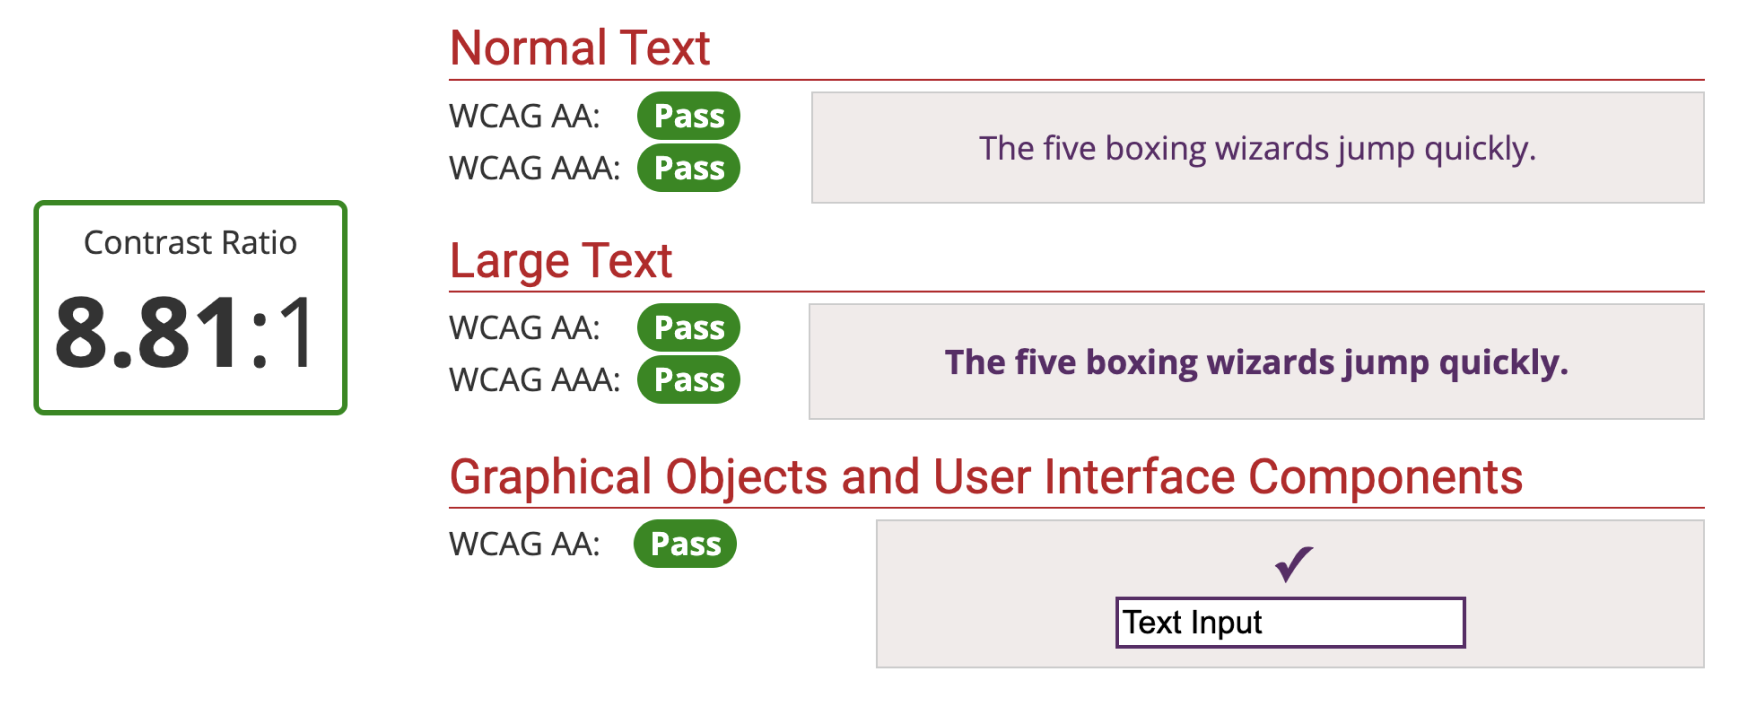 Contrast Ratio
8.81:1
Normal Text
WCAG AA: Pass
WCAG AAA: Pass
The five boxing wizards jump quickly.
Large Text
WCAG AA: Pass
WCAG AAA: Pass
The five boxing wizards jump quickly.
Graphical Objects and User Interface Components
WCAG AA: Pass
Text Input